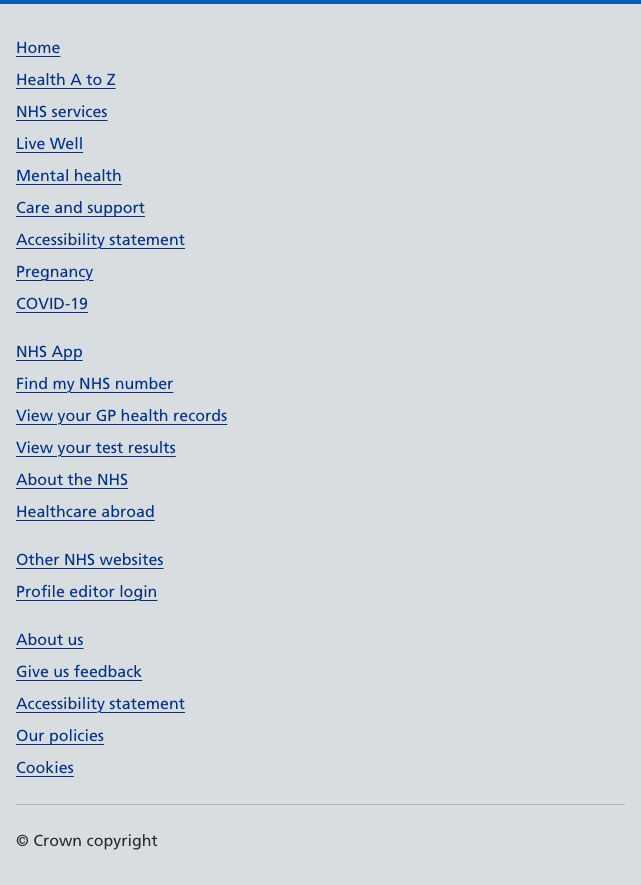 Home
Health A to Z
NHS services
Live Well
Mental health
Care and support
Accessibility statement
Pregnancy
COVID-19
NHS App
Find my NHS number
View your GP health records
View your test results
About the NHS
Healthcare abroad
Other NHS websites
Profile editor login
About us
Give us feedback
Accessibility statement
Our policies
Cookies
© Crown copyright